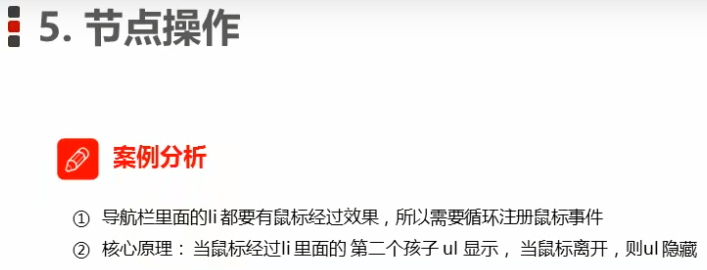 5. 节点操作
案例分析
① 导航栏里面的li 都要有鼠标经过效果，所以需要循环注册鼠标事件
② 核心原理： 当鼠标经过li 里面的 第二个孩子 ul 显示， 当鼠标离开，则ul 隐藏